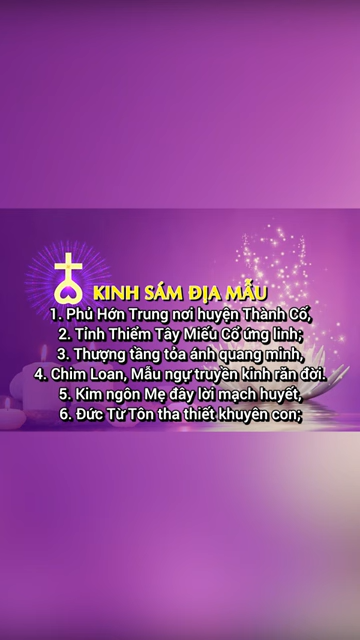 KINH SÁM ĐỊA MẪU
1. Phủ Hớn Trung nơi huyện Thành Cố,
2. Tỉnh Thiểm Tây Miếu Cổ ứng linh;
3. Thượng tầng tỏa ánh quang minh,
4. Chim Loan, Mẫu ngự truyền kinh răn đời.
5. Kim ngôn Mẹ đây lời mạch huyết,
6. Đức Từ Tôn tha thiết khuyên con;